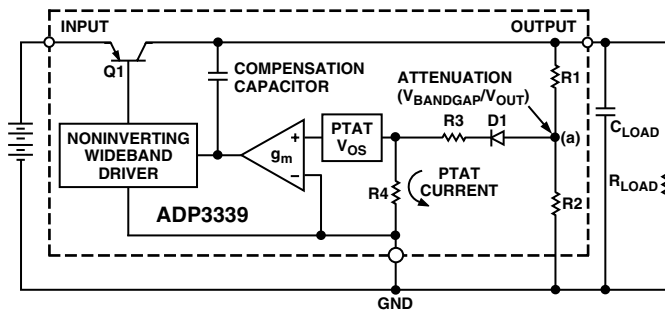 INPUT
OUTPUT
Q1
COMPENSATION
CAPACITOR
ATTENUATION
(VBANDGAP/VOUT)
R1
NONINVERTING
WIDEBAND
DRIVER
gm
+
–
PTAT
VOS
R3
D1
(a)
CLOAD
RLOAD
R4
PTAT
CURRENT
R2
ADP3339
GND